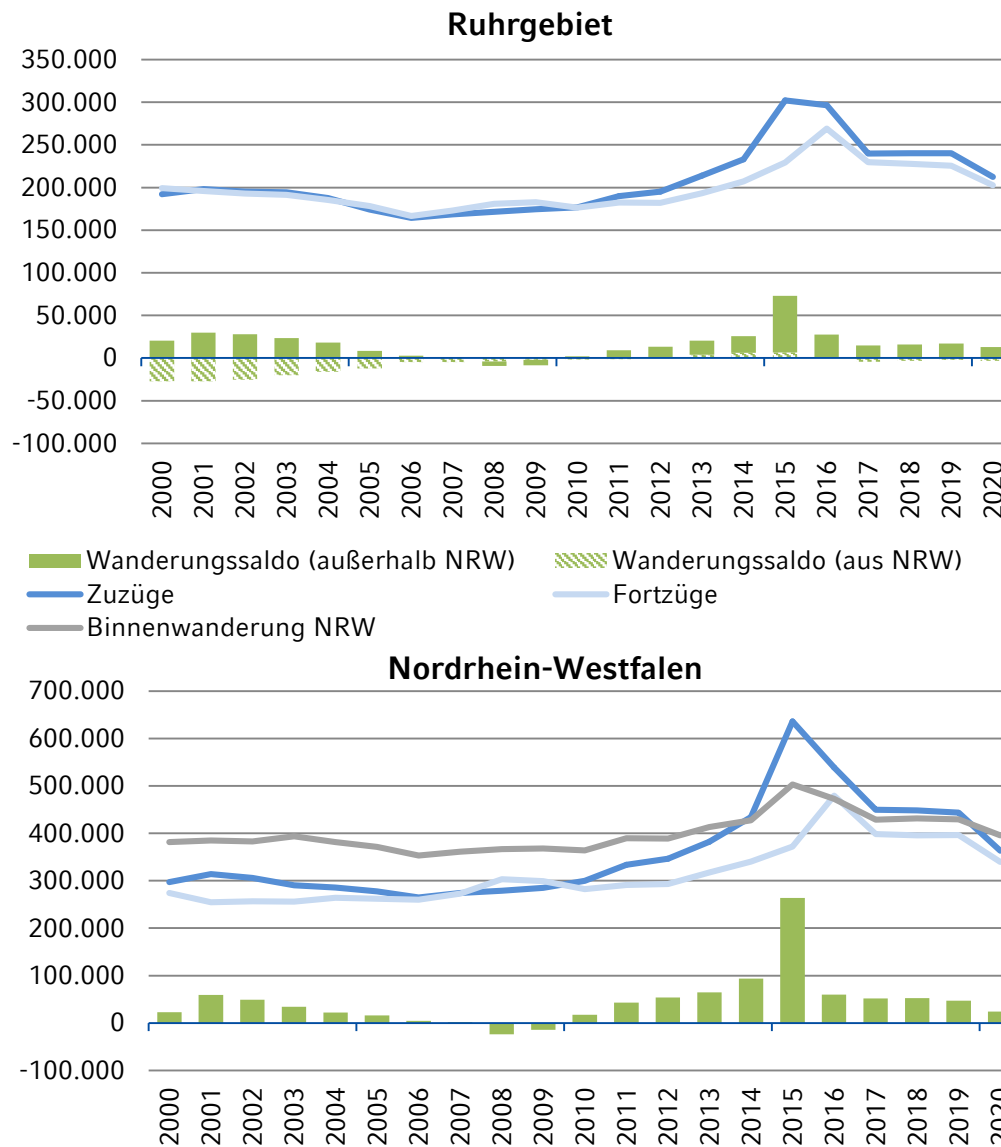 Ruhrgebiet
350.000
300.000
250.000
200.000
150.000
100.000
50.000
0
-50.000
-100.000
2000 2001 2002 2003 2004 2005 2006 2007 2008 2009 2010 2011 2012 2013 2014 2015 2016 2017 2018 2019 2020
Wanderungssaldo (außerhalb NRW) Wanderungssaldo (aus NRW)
Zuzüge Fortzüge
Binnenwanderung NRW
Nordrhein-Westfalen
700.000
600.000
500.000
400.000
300.000
200.000
100.000
0
-100.000
2000 2001 2002 2003 2004 2005 2006 2007 2008 2009 2010 2011 2012 2013 2014 2015 2016 2017 2018 2019 2020